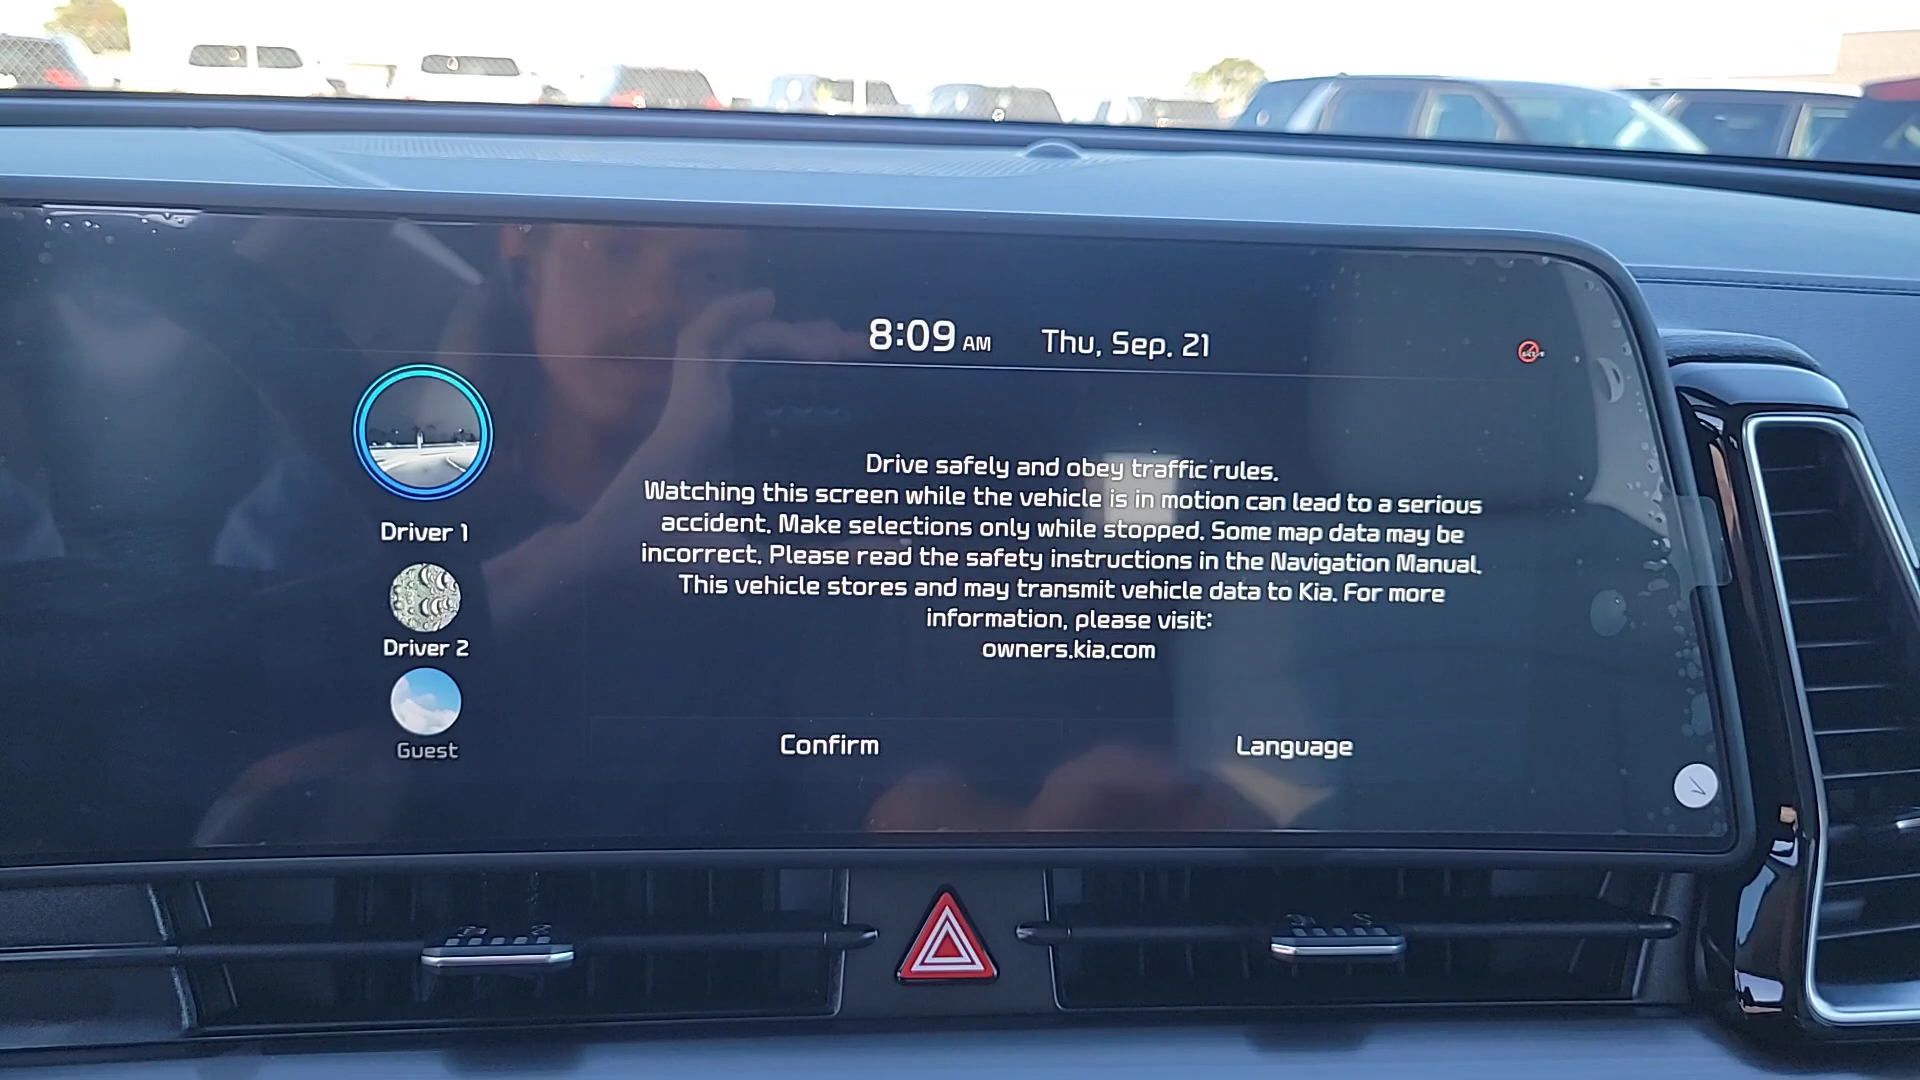 8:09 AM Thu, Sep. 21
Driver 1
Driver 2
Guest
Drive safely and obey traffic rules.
Watching this screen while the vehicle is in motion can lead to a serious
accident. Make selections only while stopped. Some map data may be
incorrect. Please read the safety instructions in the Navigation Manual.
This vehicle stores and may transmit vehicle data to Kia. For more
information, please visit:
owners.kia.com
Confirm
Language